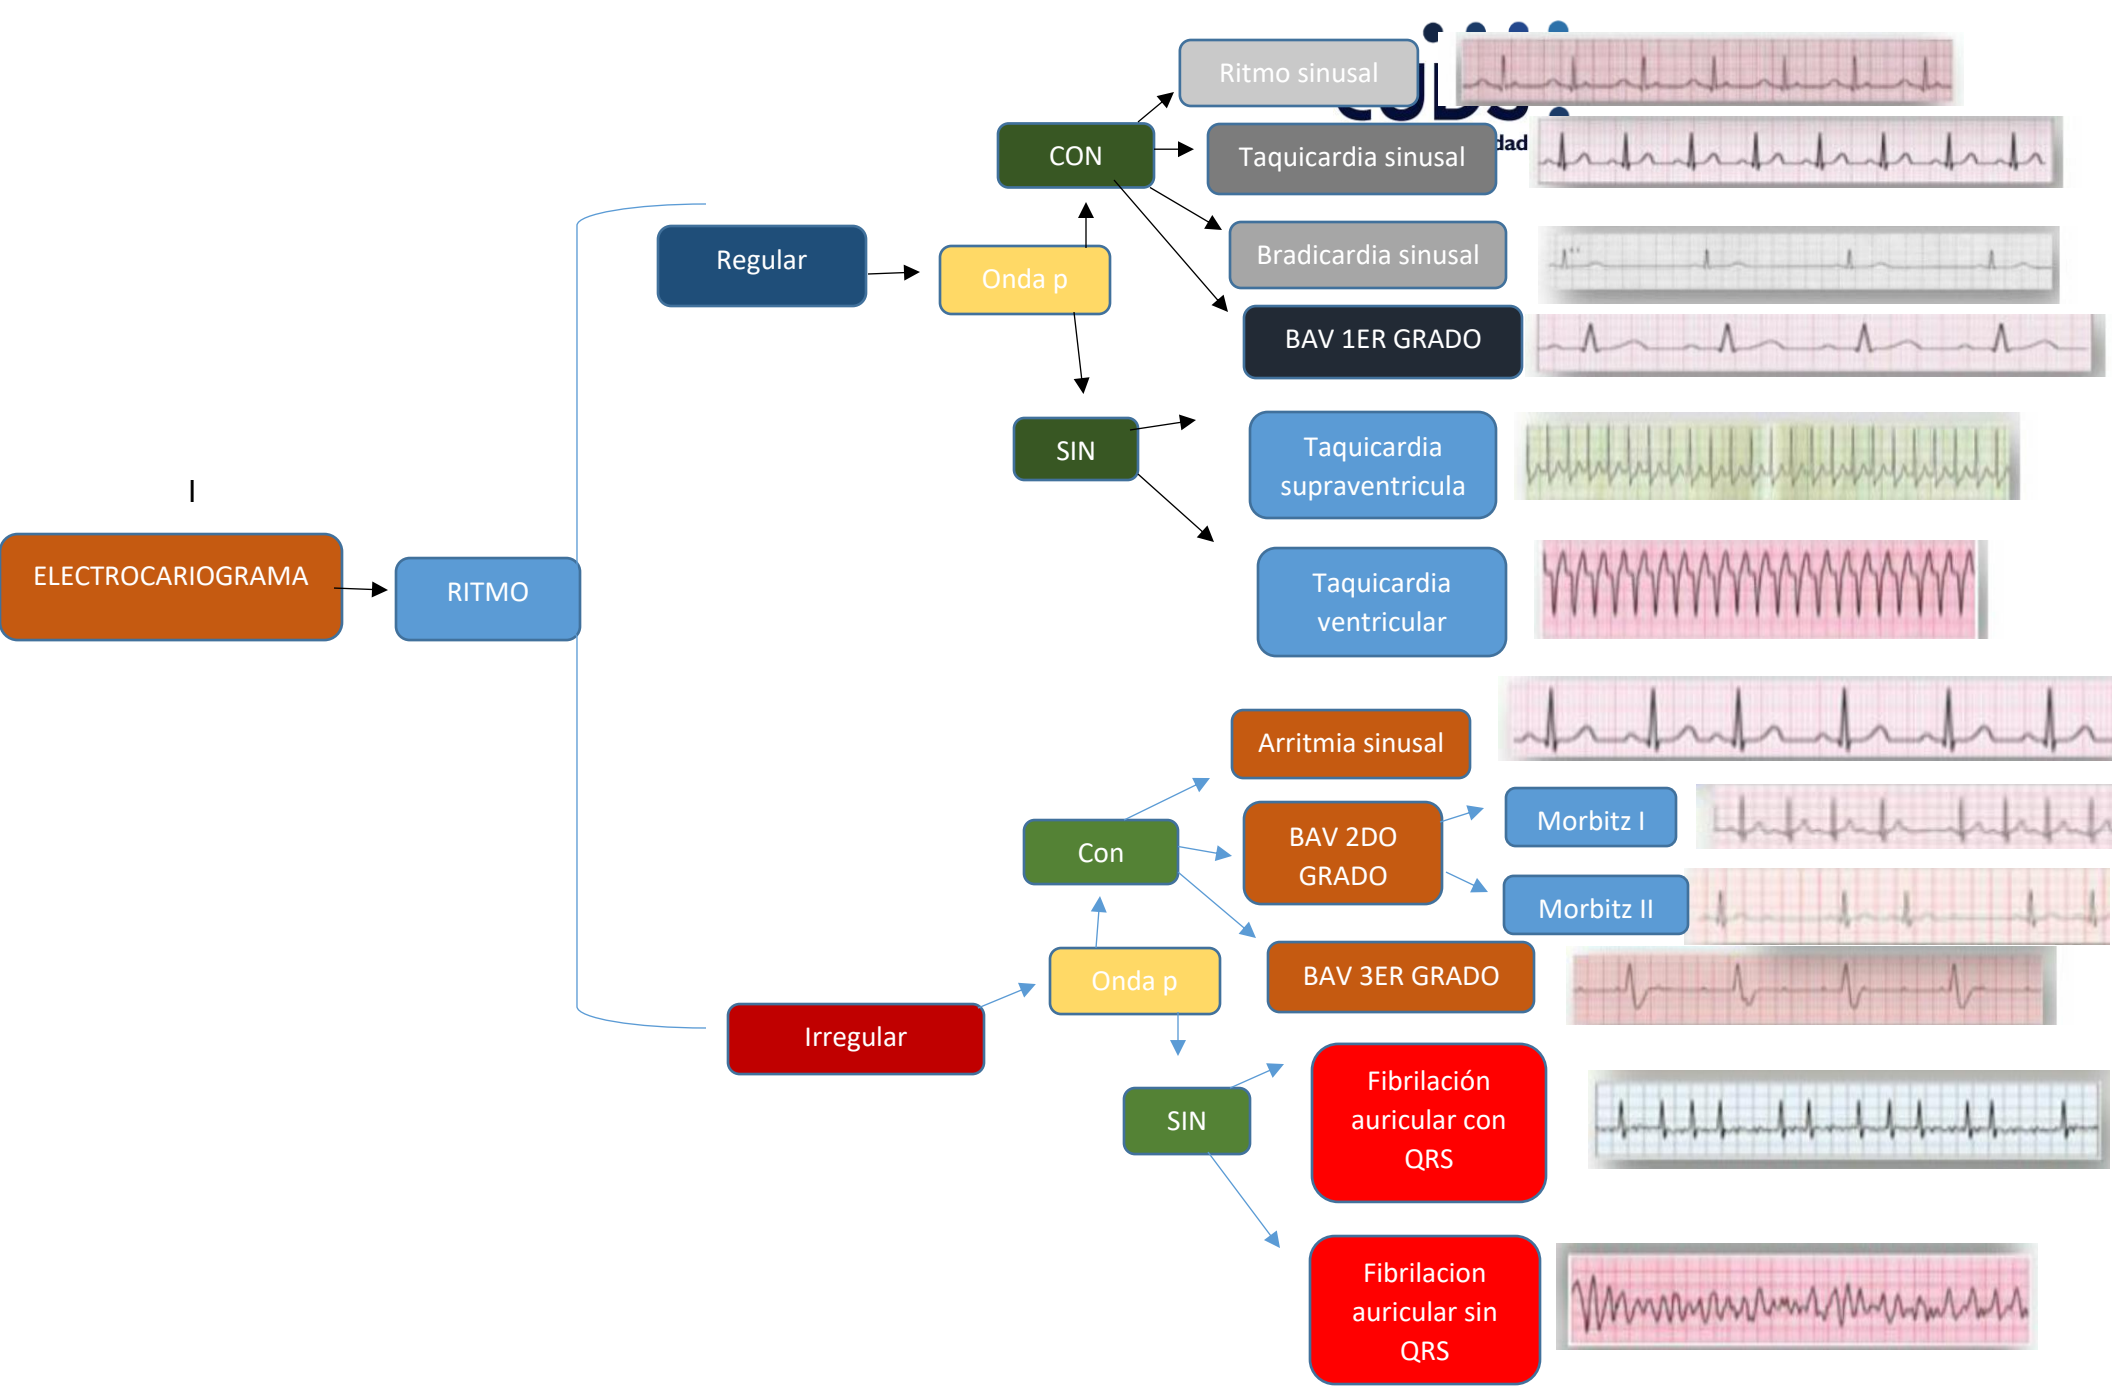 Ritmo sinusal
CON
Taquicardia sinusal
dad
Regular
Onda p
Bradicardia sinusal
BAV 1ER GRADO
SIN
Taquicardia
supraventricula
I
ELECTROCARIOGRAMA
RITMO
Taquicardia
ventricular
Arritmia sinusal
Con
BAV 2DO
GRADO
Morbitz I
Morbitz II
Onda p
BAV 3ER GRADO
Irregular
SIN
Fibrilación
auricular con
QRS
Fibrilacion
auricular sin
QRS